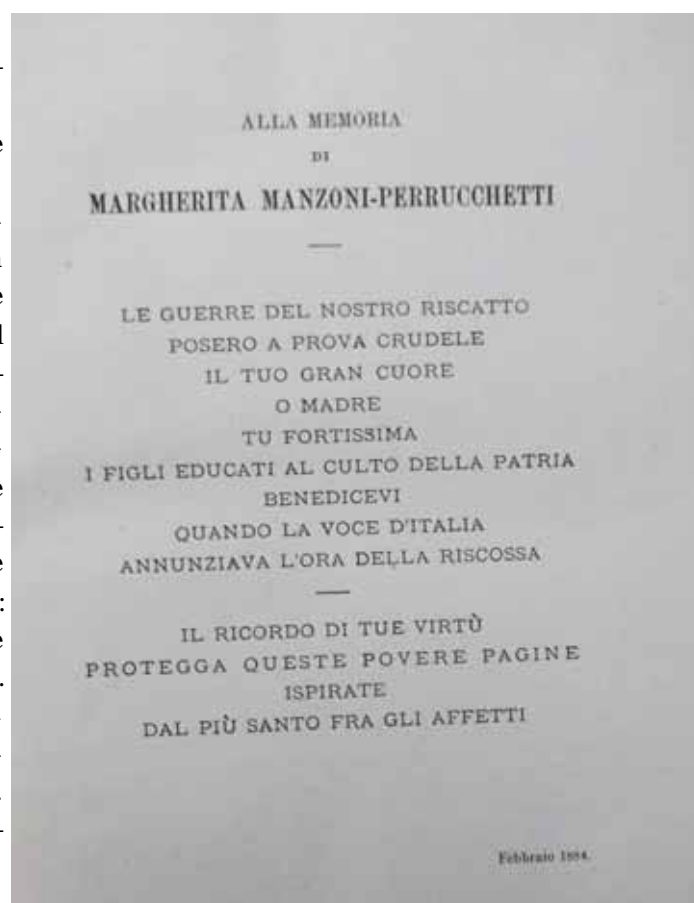 ALLA MEMORIA
DI
MARGHERITA MANZONI-PERRUCCHETTI
LE GUERRE DEL NOSTRO RISCATTO
POSERO A PROVA CRUDELE
IL TUO GRAN CUORE
O MADRE
TU FORTISSIMA
I FIGLI EDUCATI AL CULTO DELLA PATRIA
BENEDICEVI
QUANDO LA VOCE D'ITALIA
ANNUNZIAVA L'ORA DELLA RISCOSSA
IL RICORDO DI TUE VIRTÙ
PROTEGGA QUESTE POVERE PAGINE
ISPIRATE
DAL PIÙ SANTO FRA GLI AFFETTI
Febbraio 1884.